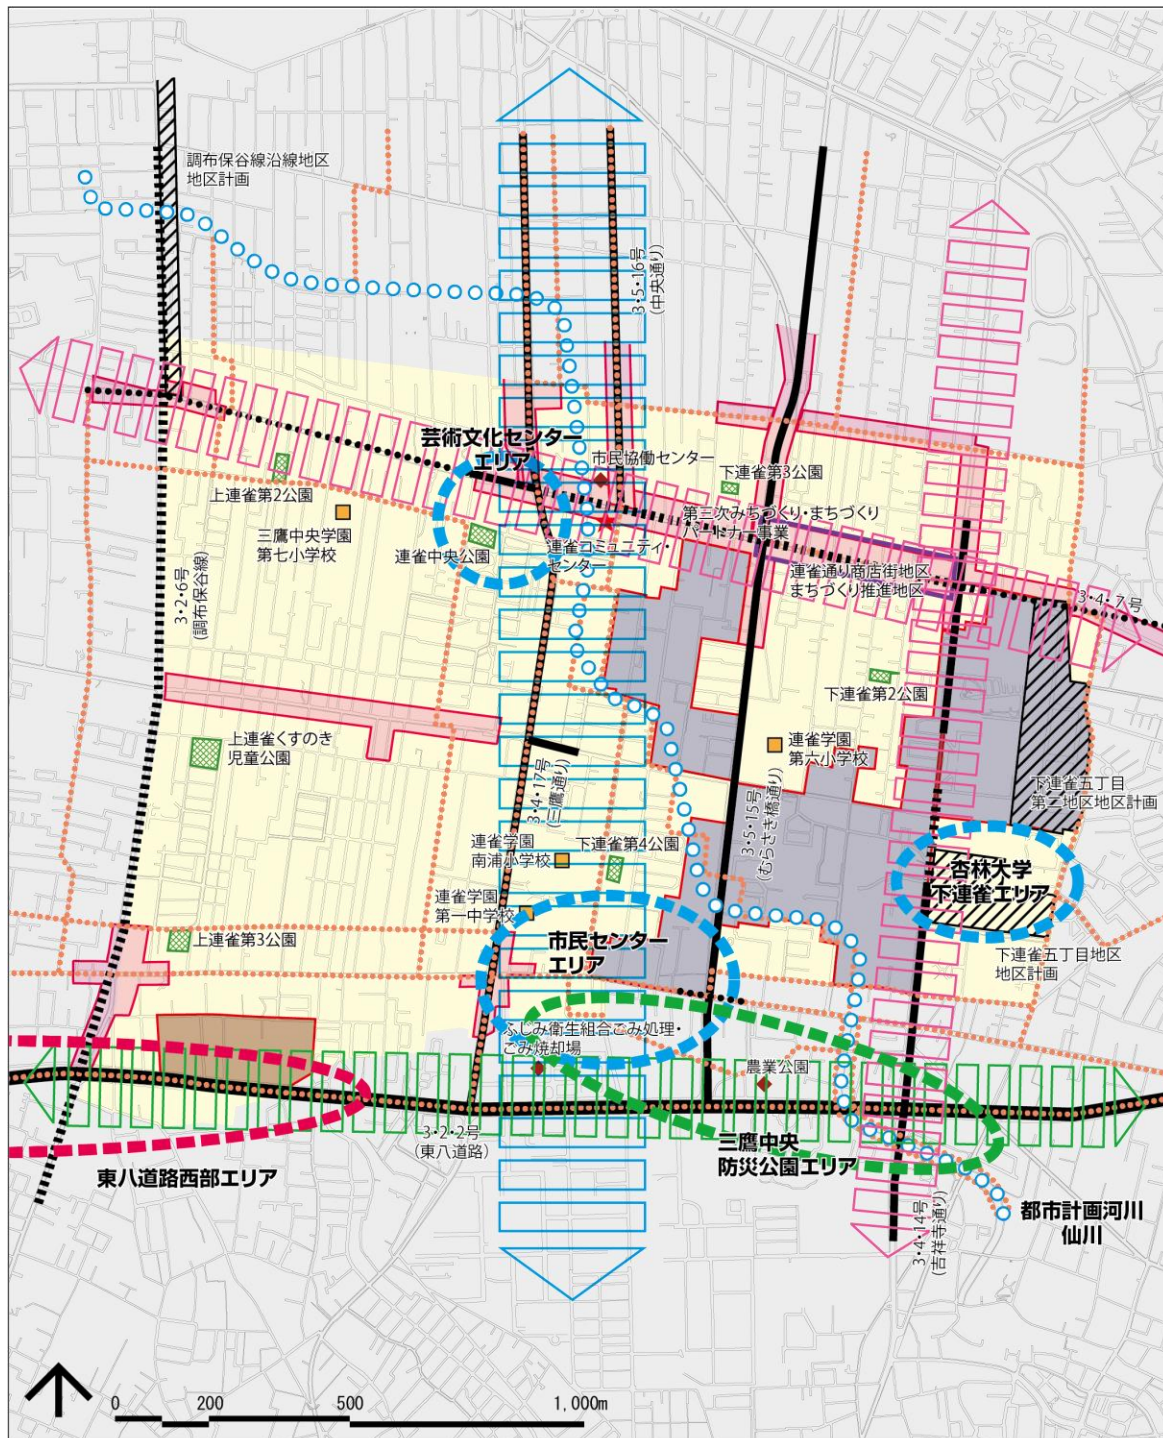 調布保谷線沿線地区
地区計画
3・5・16号
(中央通り)
芸術文化センター
エリア
市民協働センター
下連雀第3公園
上連雀第2公園
三鷹中央学園
第七小学校
連雀中央公園
連雀コミュニティ・
センター
第三次みちづくり・まちづくり
パートナー事業
連雀通り商店街地区
まちづくり推進地区
3・4・7号
3・2・6号
(調布保谷線)
下連雀第2公園
上連雀くすのき
児童公園
連雀学園
第六小学校
3・4・17号
(三鷹通り)
3・5・15号
(むらさき橋通り)
下連雀五丁目
第二地区地区計画
連雀学園
南浦小学校
下連雀第4公園
杏林大学
下連雀エリア
連雀学園
第一中学校
上連雀第3公園
市民センター
エリア
下連雀五丁目地区
地区計画
ふじみ衛生組合ごみ処理・
ごみ焼却場
農業公園
3・2・2号
(東八道路)
三鷹中央
防災公園エリア
東八道路西部エリア
都市計画河川
仙川
3・4・14号
(吉祥寺通り)
0 200 500 1,000m